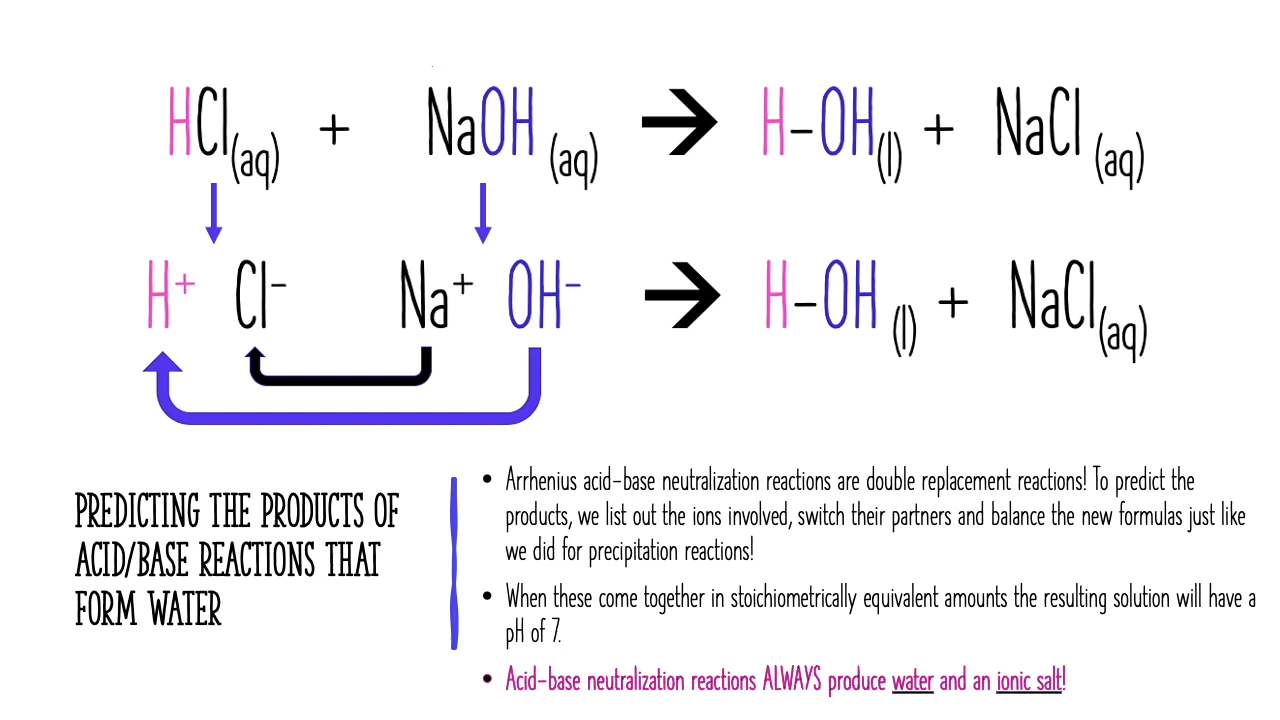 HCl(aq) + NaOH (aq) → H–OH(l) + NaCl (aq)
H⁺ Cl⁻ Na⁺ OH⁻ → H–OH (l) + NaCl(aq)
PREDICTING THE PRODUCTS OF
ACID/BASE REACTIONS THAT
FORM WATER
• Arrhenius acid-base neutralization reactions are double replacement reactions! To predict the
products, we list out the ions involved, switch their partners and balance the new formulas just like
we did for precipitation reactions!
• When these come together in stoichiometrically equivalent amounts the resulting solution will have a
pH of 7.
• Acid-base neutralization reactions ALWAYS produce water and an ionic salt!